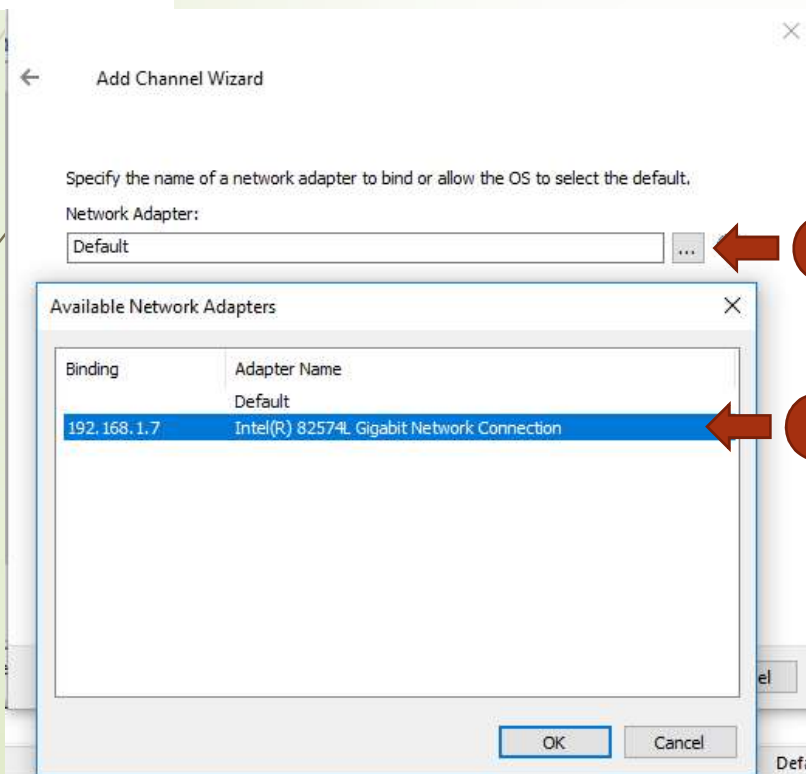 Add Channel Wizard
Specify the name of a network adapter to bind or allow the OS to select the default.
Network Adapter:
Default
...
Available Network Adapters
Binding Adapter Name
Default
192.168.1.7 Intel(R) 82574L Gigabit Network Connection
OK Cancel